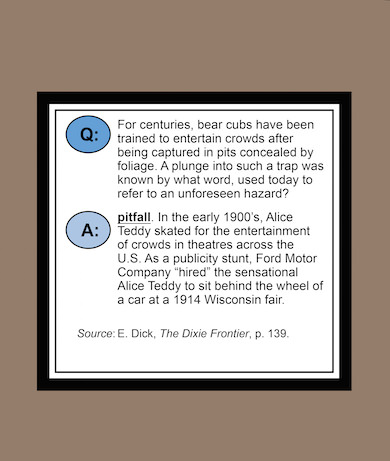 Q:
For centuries, bear cubs have been
trained to entertain crowds after
being captured in pits concealed by
foliage. A plunge into such a trap was
known by what word, used today to
refer to an unforeseen hazard?
A:
pitfall. In the early 1900's, Alice
Teddy skated for the entertainment
of crowds in theatres across the
U.S. As a publicity stunt, Ford Motor
Company “hired” the sensational
Alice Teddy to sit behind the wheel of
a car at a 1914 Wisconsin fair.
Source: E. Dick, The Dixie Frontier, p. 139.